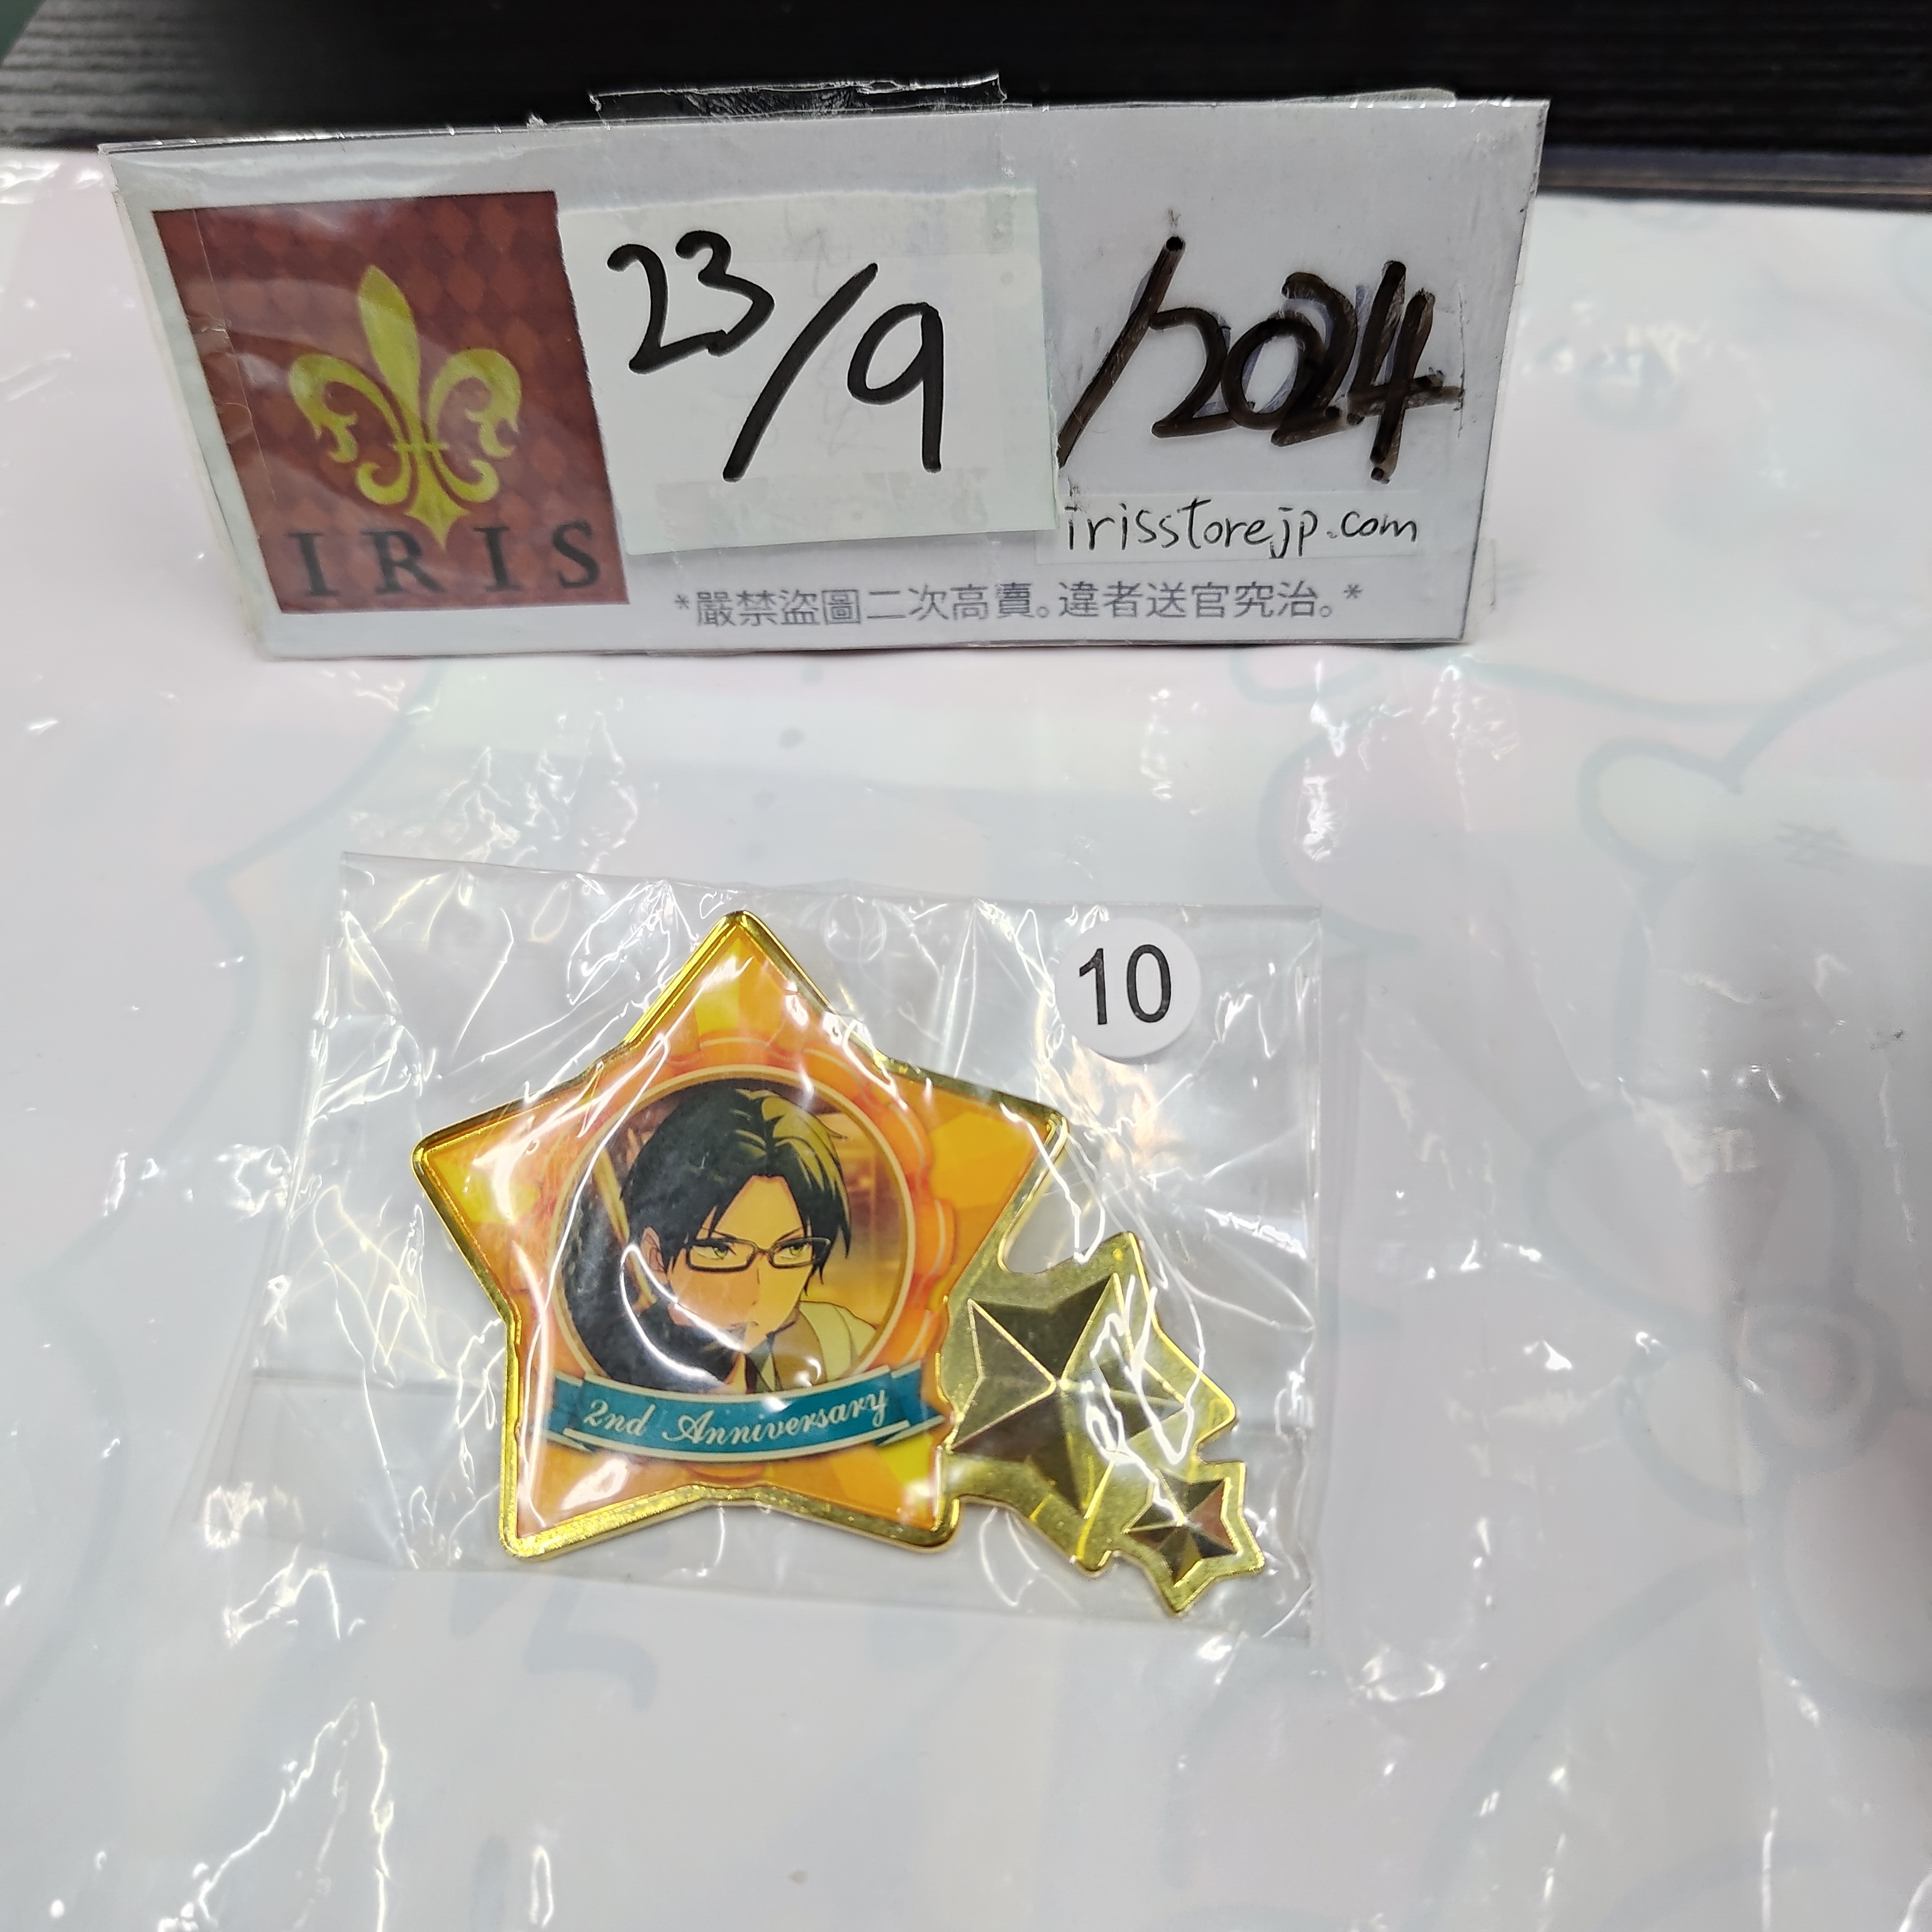 23/9
/2024
IRIS
irisstorejp.com
*嚴禁盜圖二次高賣。違者送官究治。*
10
2nd Anniversary